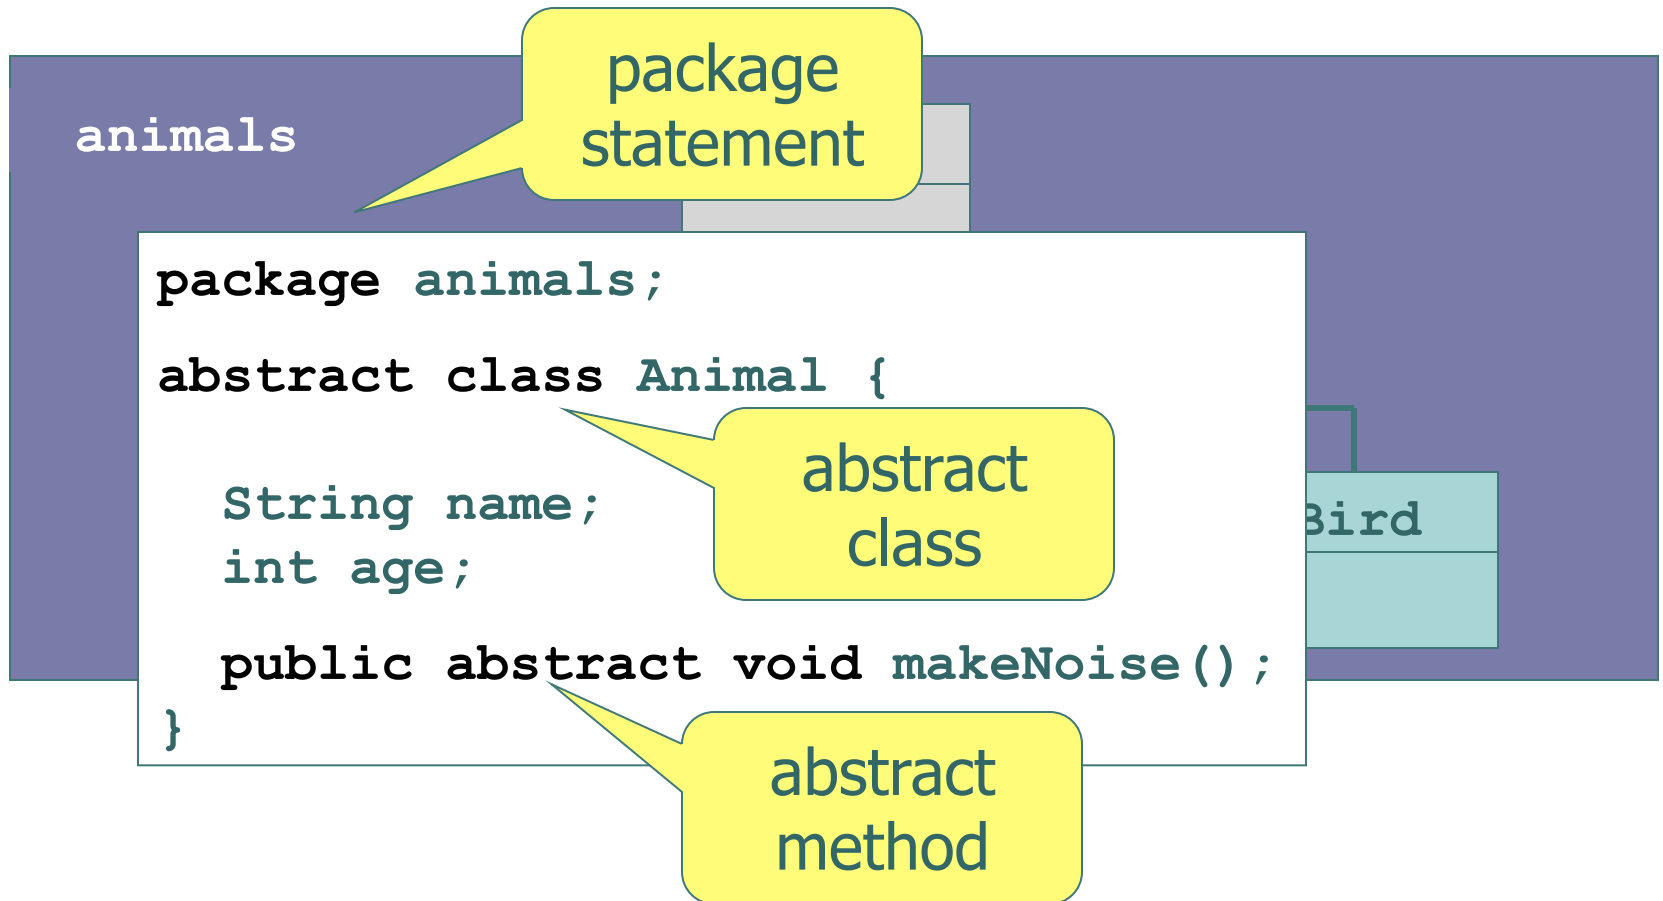 package
statement
animals
package animals;
abstract class Animal {
abstract
class
String name;
int age;
Bird
public abstract void makeNoise();
}
abstract
method